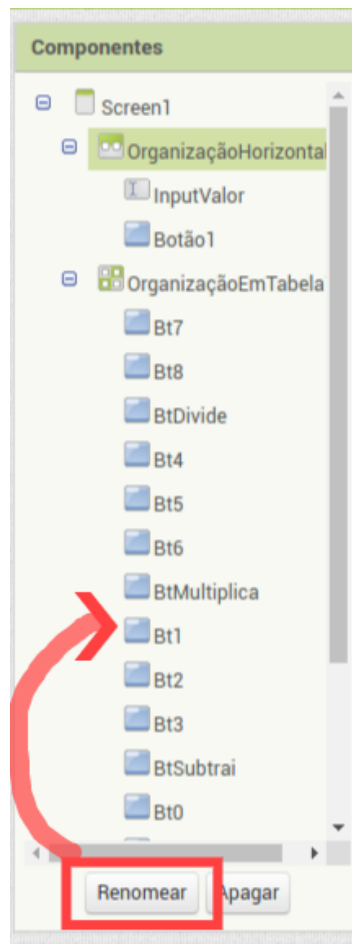 Componentes
Screen1
OrganizaçãoHorizontal
InputValor
Botão1
OrganizaçãoEmTabela
Bt7
Bt8
BtDivide
Bt4
Bt5
Bt6
BtMultiplica
Bt1
Bt2
Bt3
BtSubtrai
Bt0
Renomear Apagar